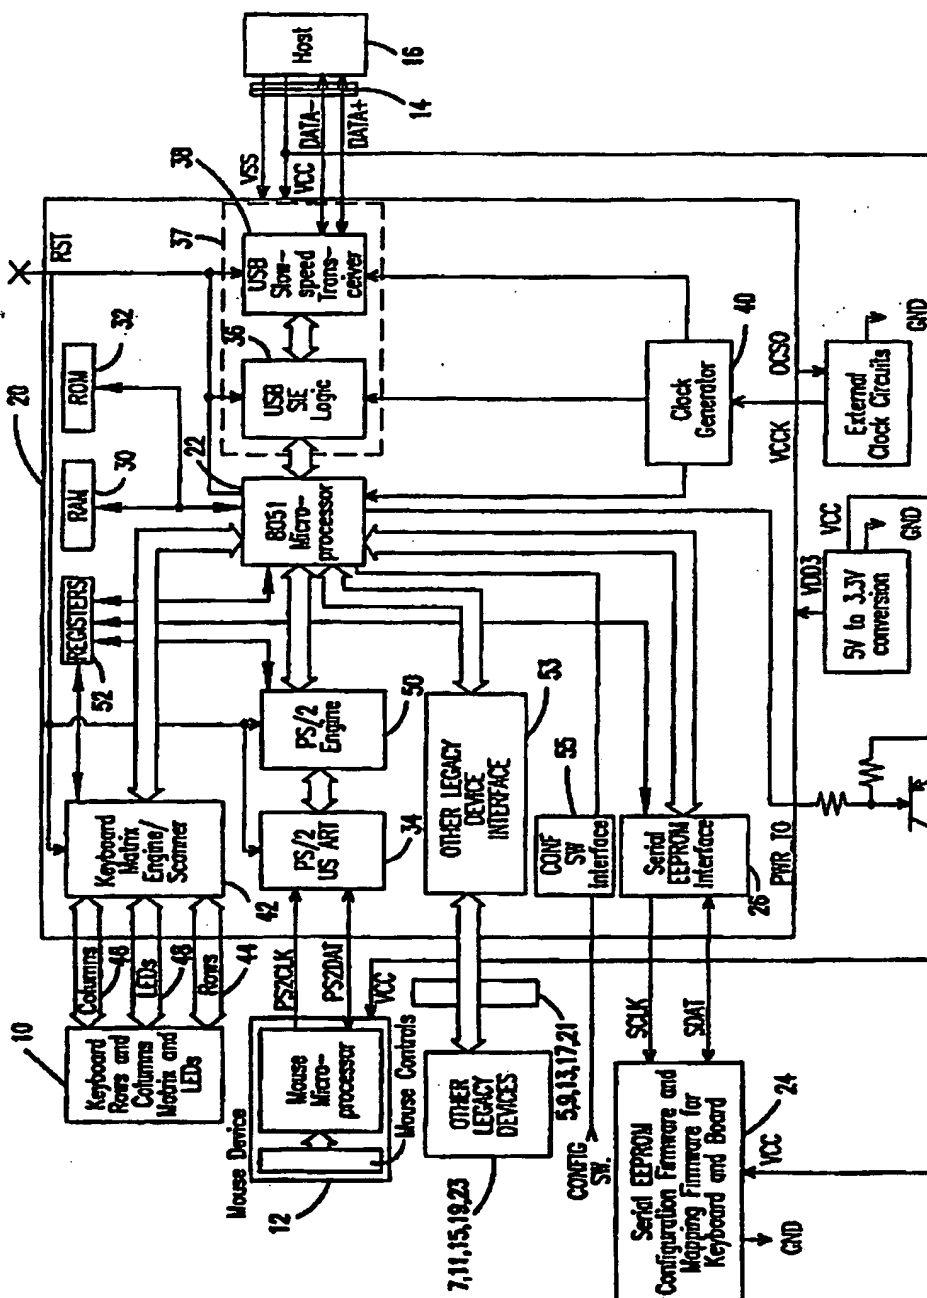 20
RST
RAM
30
ROM
32
REGISTERS
52
10
Keyboard
Rows and
Columns
Matrix and
LEDs
Columns
46
LEDs
48
Rows
44
Keyboard
Matrix
Engine/
Scanner
42
22
8051
Micro-
processor
36
USB
SIE
Logic
37
38
USB
Slow-
speed
Trans-
ceiver
VSS
VCC
DATA-
DATA+
14
Host
16
Mouse Device
Mouse
Micro-
processor
Mouse Controls
12
PS2CLK
PS2DAT
VCC
PS/2
US ART
34
PS/2
Engine
50
OTHER
LEGACY
DEVICES
7,11,15,19,23
5,9,13,17,21
OTHER LEGACY
DEVICE
INTERFACE
53
CONFIG
SW.
CONF
SW
Interface
55
Serial
EEPROM
Interface
26
SCLK
SDAT
Serial EEPROM
Configuration Firmware and
Mapping Firmware for
Keyboard and Board
24
VCC
GND
PWR TO
Clock
Generator
40
VCCK
OCSO
External
Clock Circuits
GND
VDD3
VCC
GND
5V to 3.3V
conversion